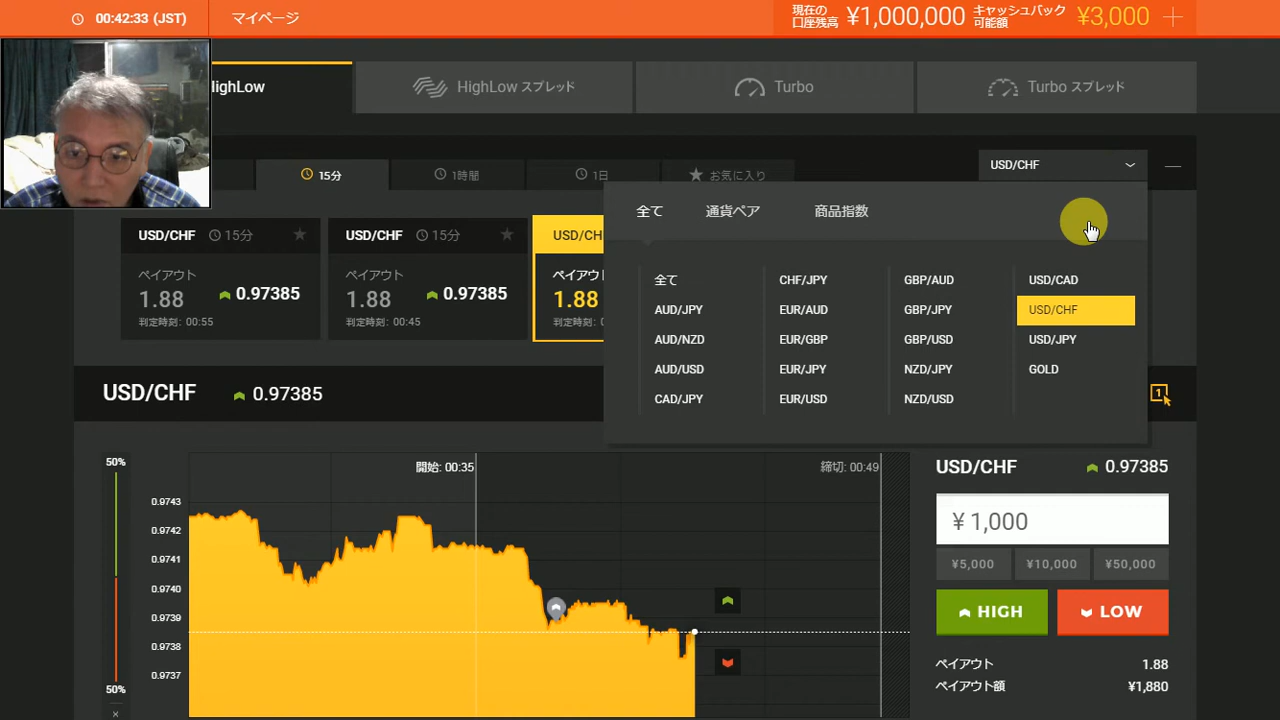 00:42:33 (JST)
マイページ
現在の
口座残高
¥1,000,000
キャッシュバック
可能額
¥3,000
HighLow
HighLow スプレッド
Turbo
Turbo スプレッド
15分
1時間
1日
お気に入り
USD/CHF
USD/CHF 15分
ペイアウト
1.88 0.97385
判定時刻: 00:55
USD/CHF 15分
ペイアウト
1.88 0.97385
判定時刻: 00:45
USD/CH
ペイアウ
1.88
判定時刻: 0
全て 通貨ペア 商品指数
全て CHF/JPY GBP/AUD USD/CAD
AUD/JPY EUR/AUD GBP/JPY USD/CHF
AUD/NZD EUR/GBP GBP/USD USD/JPY
AUD/USD EUR/JPY NZD/JPY GOLD
CAD/JPY EUR/USD NZD/USD
USD/CHF 0.97385
1
50%
開始: 00:35
締切: 00:49
0.9743
0.9742
0.9741
0.9740
0.9739
0.9738
0.9737
50%
USD/CHF 0.97385
¥ 1,000
¥5,000 ¥10,000 ¥50,000
HIGH LOW
ペイアウト 1.88
ペイアウト額 ¥1,880